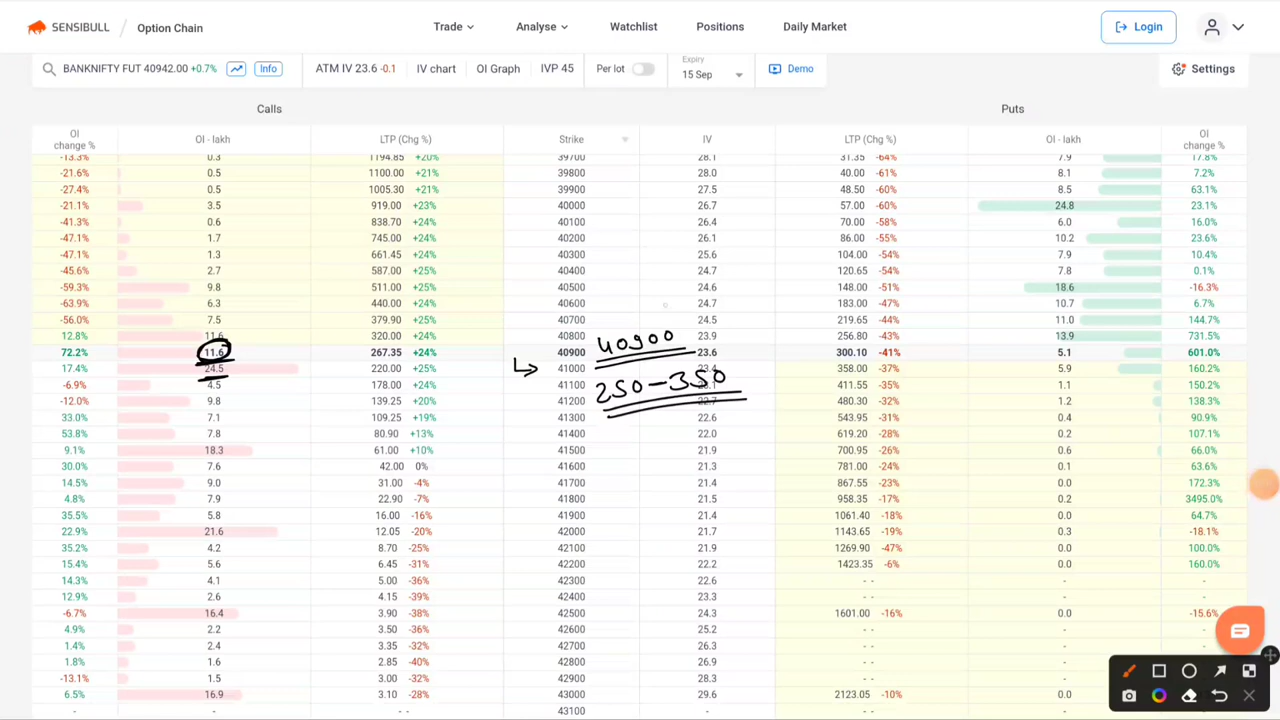 SENSIBULL / Option Chain Trade Analyse Watchlist Positions Daily Market Login
BANKNIFTY FUT 40942.00 +0.7% Info ATM IV 23.6 -0.1 IV chart OI Graph IVP 45 Per lot Expiry 15 Sep Demo Settings
Calls Puts
OI change % OI - lakh LTP (Chg %) Strike IV LTP (Chg %) OI - lakh OI change %
-13.3% 0.3 1194.85 +20% 39700 28.1 31.35 -64% 7.9 17.8%
-21.6% 0.5 1100.00 +21% 39800 28.0 40.00 -61% 8.1 7.2%
-27.4% 0.5 1005.30 +21% 39900 27.5 48.50 -60% 8.5 63.1%
-21.1% 3.5 919.00 +23% 40000 26.7 57.00 -60% 24.8 23.1%
-41.3% 0.6 838.70 +24% 40100 26.4 70.00 -58% 6.0 16.0%
-47.1% 1.7 745.00 +24% 40200 26.1 86.00 -55% 10.2 23.6%
-47.1% 1.3 661.45 +24% 40300 25.6 104.00 -54% 7.9 10.4%
-45.6% 2.7 587.00 +25% 40400 24.7 120.65 -54% 7.8 0.1%
-59.3% 9.8 511.00 +25% 40500 24.6 148.00 -51% 18.6 -16.3%
-63.9% 6.3 440.00 +24% 40600 24.7 183.00 -47% 10.7 6.7%
-56.0% 7.5 379.90 +25% 40700 24.5 219.65 -44% 11.0 144.7%
12.8% 11.6 320.00 +24% 40800 23.9 256.80 -43% 13.9 731.5%
40900
72.2% 11.6 267.35 +24% 40900 23.6 300.10 -41% 5.1 601.0%
17.4% 24.5 220.00 +25% 41000 23.4 358.00 -37% 5.9 160.2%
250-350
-6.9% 4.5 178.00 +24% 41100 411.55 -35% 1.1 150.2%
-12.0% 9.8 139.25 +20% 41200 22.7 480.30 -32% 1.2 138.3%
33.0% 7.1 109.25 +19% 41300 22.6 543.95 -31% 0.4 90.9%
53.8% 7.8 80.90 +13% 41400 22.0 619.20 -28% 0.2 107.1%
9.1% 18.3 61.00 +10% 41500 21.9 700.95 -26% 0.6 66.0%
30.0% 7.6 42.00 0% 41600 21.3 781.00 -24% 0.1 63.6%
14.5% 9.0 31.00 -4% 41700 21.4 867.55 -23% 0.0 172.3%
4.8% 7.9 22.90 -7% 41800 21.5 958.35 -17% 0.2 3495.0%
35.5% 5.8 16.00 -16% 41900 21.4 1061.40 -18% 0.0 64.7%
22.9% 21.6 12.05 -20% 42000 21.7 1143.65 -19% 0.3 -18.1%
35.2% 4.2 8.70 -25% 42100 21.9 1269.90 -47% 0.0 100.0%
15.4% 5.6 6.45 -31% 42200 22.2 1423.35 -6% 0.0 160.0%
14.3% 4.1 5.00 -36% 42300 22.6 - - - -
12.9% 2.6 4.15 -39% 42400 23.3 - - - -
-6.7% 16.4 3.90 -38% 42500 24.3 1601.00 -16% 0.0 -15.6%
4.9% 2.2 3.50 -36% 42600 25.2 - - - -
1.4% 2.4 3.35 -32% 42700 26.3 - - - -
1.8% 1.6 2.85 -40% 42800 26.9 - - - -
-13.1% 1.5 3.00 -32% 42900 28.3 - - - -
6.5% 16.9 3.10 -28% 43000 29.6 2123.05 -10% 0.0
- - - - 43100 - - - - -